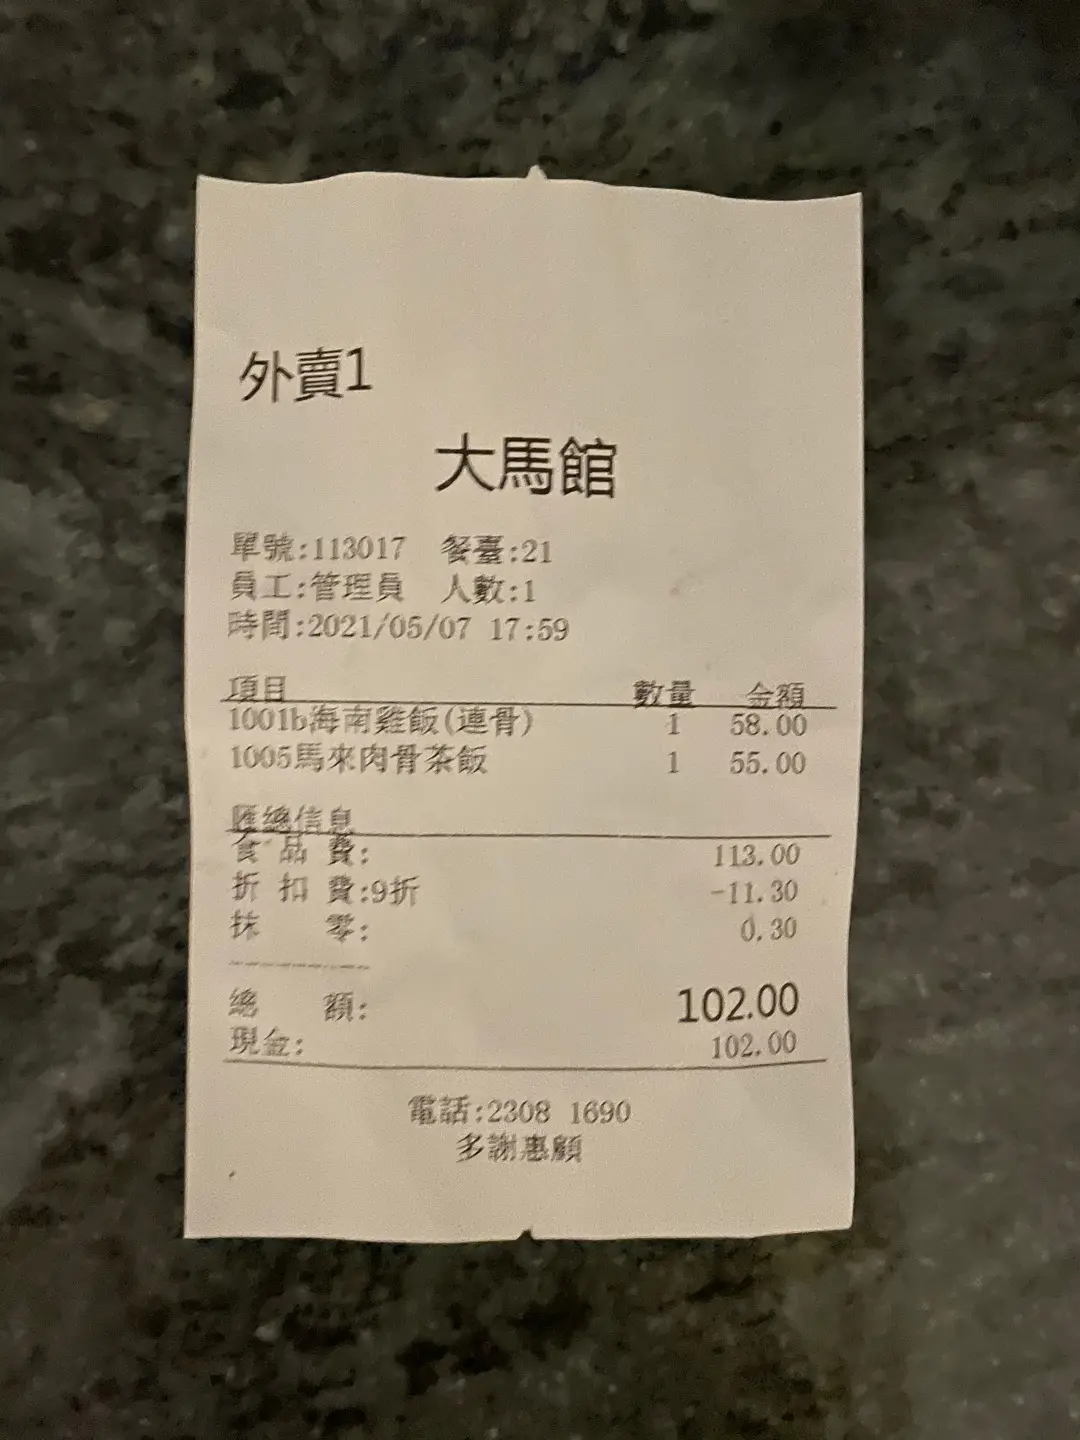 外賣1
大馬館
單號:113017 餐臺:21
員工:管理員 人數:1
時間:2021/05/07 17:59
項目 數量 金額
1001b海南雞飯(連骨) 1 58.00
1005馬來肉骨茶飯 1 55.00
匯總信息
食品費: 113.00
折扣費:9折 -11.30
抹零: 0.30
----------
總額: 102.00
現金: 102.00
電話:2308 1690
多謝惠顧